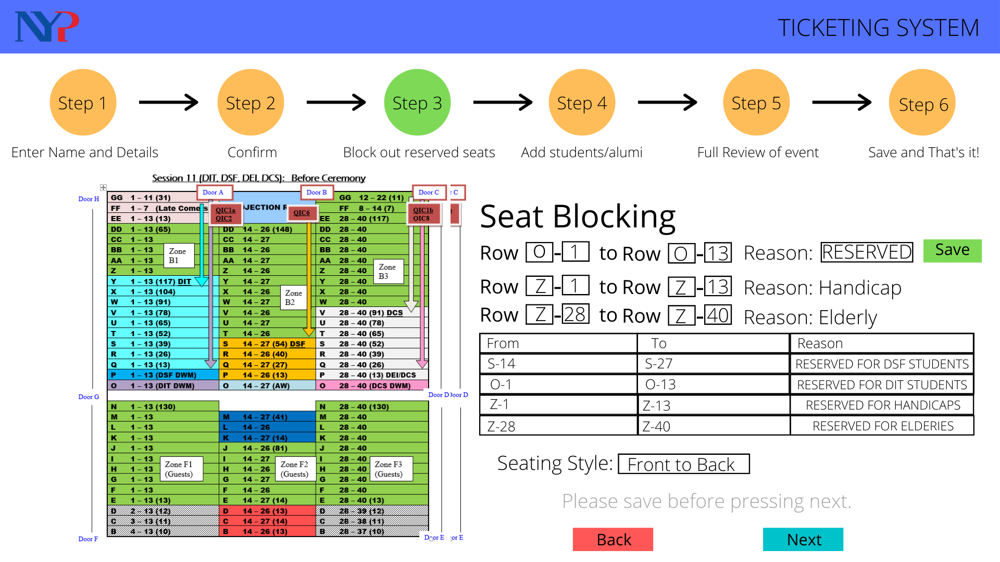 NYP
TICKETING SYSTEM
Step 1
Step 2
Step 3
Step 4
Step 5
Step 6
Enter Name and Details
Confirm
Block out reserved seats
Add students/alumi
Full Review of event
Save and That's it!
Session 11 (DIT, DSF, DEI, DCS): Before Ceremony
Door H
Door A
Door B
Door C
r C
GG 1 – 11 (31) GG 12 – 22 (11)
FF 1 – 7 (Late Comers FF 8 – 14 (7)
QIC1a
QIC2
QIC6
QIC1b
QIC8
EE 1 – 13 (13) EE 28 – 40 (117)
DD 1 – 13 (65) DD 14 – 26 (148) DD 28 – 40
CC 1 – 13 CC 14 – 27 CC 28 – 40
BB 1 – 13 BB 14 – 26 BB 28 – 40
AA 1 – 13 AA 14 – 27 AA 28 – 40
Zone
B1
Zone
B3
Z 1 – 13 Z 14 – 26 Z 28 – 40
Y 1 – 13 (117) DIT Y 14 – 27 Y 28 – 40
X 1 – 13 (104) X 14 – 26 X 28 – 40
W 1 – 13 (91) W 14 – 27 W 28 – 40
Zone
B2
V 1 – 13 (78) V 14 – 26 V 28 – 40 (91) DCS
U 1 – 13 (65) U 14 – 27 U 28 – 40 (78)
T 1 – 13 (52) T 14 – 26 T 28 – 40 (65)
S 1 – 13 (39) S 14 – 27 (54) DSF S 28 – 40 (52)
R 1 – 13 (26) R 14 – 26 (40) R 28 – 40 (39)
Q 1 – 13 (13) Q 14 – 27 (27) Q 28 – 40 (26)
P 1 – 13 (DSF DWM) P 14 – 26 (13) P 28 – 40 (13) DEI/DCS
O 1 – 13 (DIT DWM) O 14 – 27 (AW) O 28 – 40 (DCS DWM)
Door G
Door D
Door D
N 1 – 13 (130) N 28 – 40 (130)
M 1 – 13 M 14 – 27 (41) M 28 – 40
L 1 – 13 L 14 – 26 L 28 – 40
K 1 – 13 K 14 – 27 (14) K 28 – 40
J 1 – 13 J 14 – 26 (81) J 28 – 40
I 1 – 13 I 14 – 27 I 28 – 40
H 1 – 13 H 14 – 26 H 28 – 40
G 1 – 13 G 14 – 27 G 28 – 40
Zone F1
(Guests)
Zone F2
(Guests)
Zone F3
(Guests)
F 1 – 13 F 14 – 26 F 28 – 40
E 1 – 13 (13) E 14 – 27 (14) E 28 – 40 (13)
D 2 – 13 (12) D 14 – 26 (13) D 28 – 39 (12)
C 3 – 13 (11) C 14 – 27 (14) C 28 – 38 (11)
B 4 – 13 (10) B 14 – 26 (13) B 28 – 37 (10)
Door F
Door E
or E
Seat Blocking
Row O-1 to Row O-13 Reason: RESERVED Save
Row Z-1 to Row Z-13 Reason: Handicap
Row Z-28 to Row Z-40 Reason: Elderly
From To Reason
S-14 S-27 RESERVED FOR DSF STUDENTS
O-1 O-13 RESERVED FOR DIT STUDENTS
Z-1 Z-13 RESERVED FOR HANDICAPS
Z-28 Z-40 RESERVED FOR ELDERIES
Seating Style: Front to Back
Please save before pressing next.
Back
Next